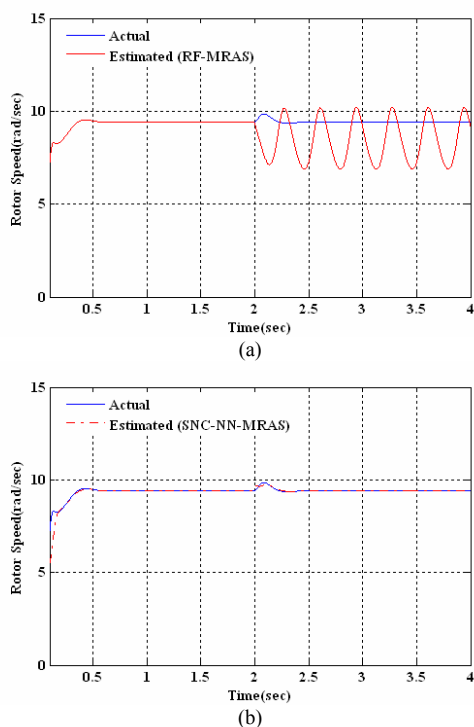 15
Actual
Estimated (RF-MRAS)
Rotor Speed(rad/sec)
10
5
0
0.5 1 1.5 2 2.5 3 3.5 4
Time(sec)
(a)
15
Actual
Estimated (SNC-NN-MRAS)
Rotor Speed(rad/sec)
10
5
0
0.5 1 1.5 2 2.5 3 3.5 4
Time(sec)
(b)